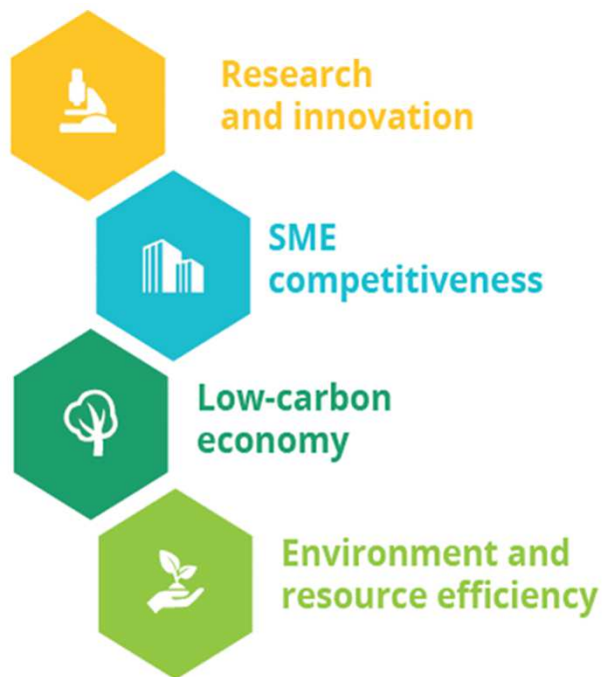 Research
and innovation
SME
competitiveness
Low-carbon
economy
Environment and
resource efficiency